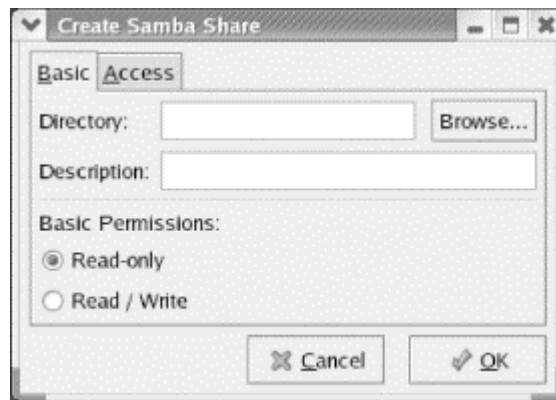 Create Samba Share
Basic Access
Directory: Browse...
Description:
Basic Permissions:
Read-only
Read / Write
Cancel OK